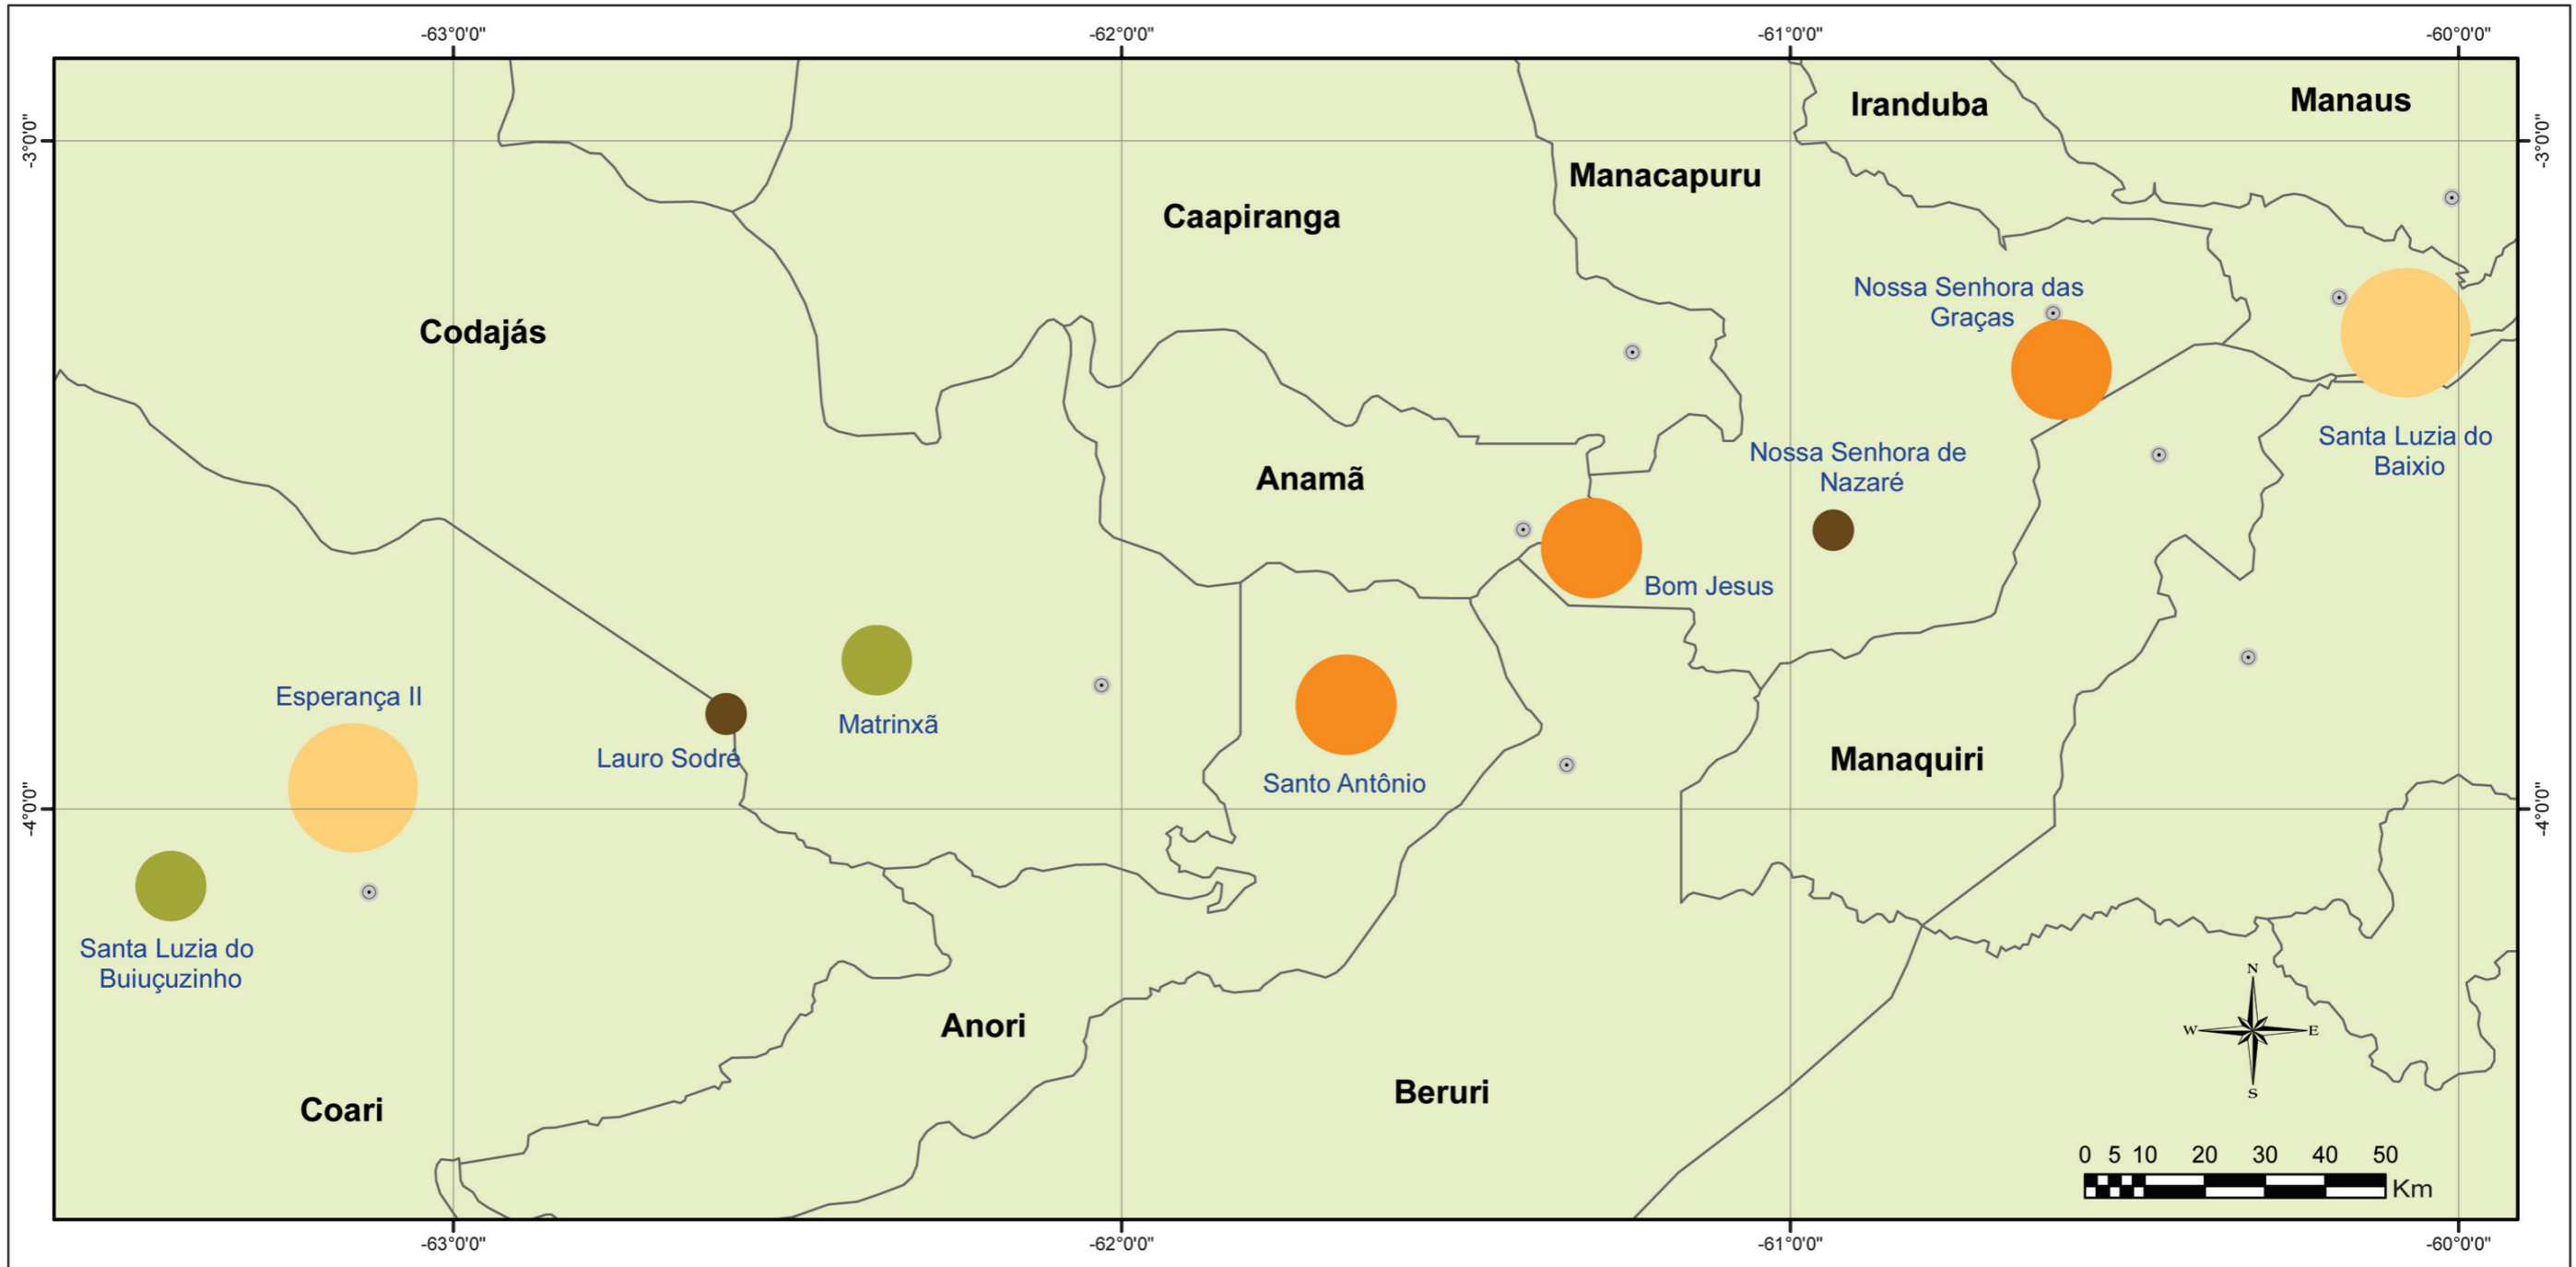 -63°0'0"
-62°0'0"
-61°0'0"
-60°0'0"
Iranduba
Manaus
-3°0'0"
-3°0'0"
Manacapuru
Caapiranga
Nossa Senhora das
Graças
Codajás
Santa Luzia do
Baixio
Nossa Senhora de
Nazaré
Anamã
Bom Jesus
Esperança II
Matrinxã
Lauro Sodré
Manaquiri
Santo Antônio
-4°0'0"
-4°0'0"
Santa Luzia do
Buiuçuzinho
N
W
E
S
Anori
Beruri
Coari
0 5 10 20 30 40 50
Km
-63°0'0"
-62°0'0"
-61°0'0"
-60°0'0"